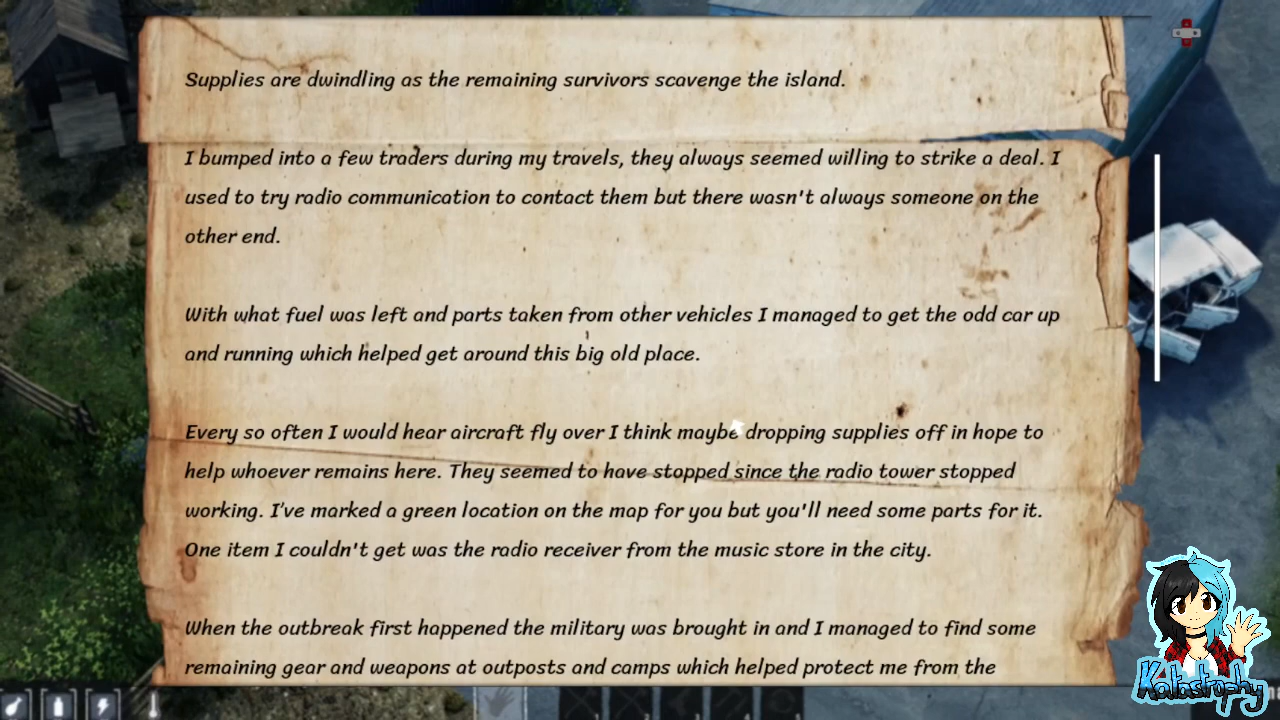 Supplies are dwindling as the remaining survivors scavenge the island.
I bumped into a few traders during my travels, they always seemed willing to strike a deal. I
used to try radio communication to contact them but there wasn't always someone on the
other end.
With what fuel was left and parts taken from other vehicles I managed to get the odd car up
and running which helped get around this big old place.
Every so often I would hear aircraft fly over I think maybe dropping supplies off in hope to
help whoever remains here. They seemed to have stopped since the radio tower stopped
working. I've marked a green location on the map for you but you'll need some parts for it.
One item I couldn't get was the radio receiver from the music store in the city.
When the outbreak first happened the military was brought in and I managed to find some
remaining gear and weapons at outposts and camps which helped protect me from the
Katastrophy